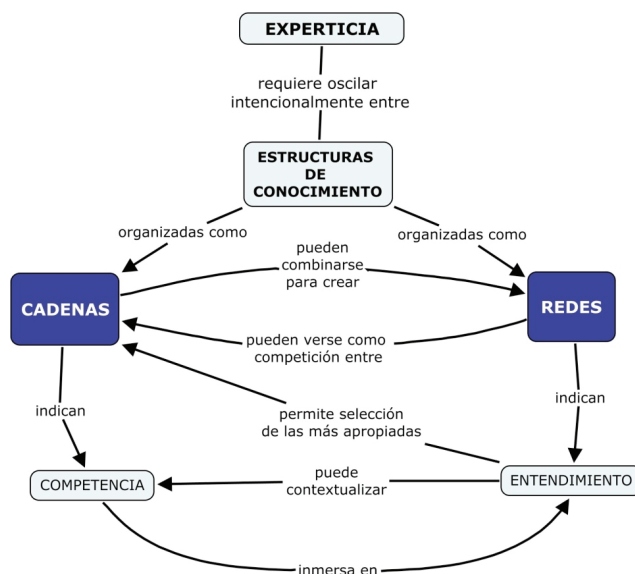 EXPERTICIA
requiere oscilar
intencionalmente entre
ESTRUCTURAS
DE
CONOCIMIENTO
organizadas como
organizadas como
pueden
combinarse
para crear
CADENAS
REDES
pueden verse como
competición entre
indican
indican
permite selección
de las más apropiadas
COMPETENCIA
puede
contextualizar
ENTENDIMIENTO
inmersa en